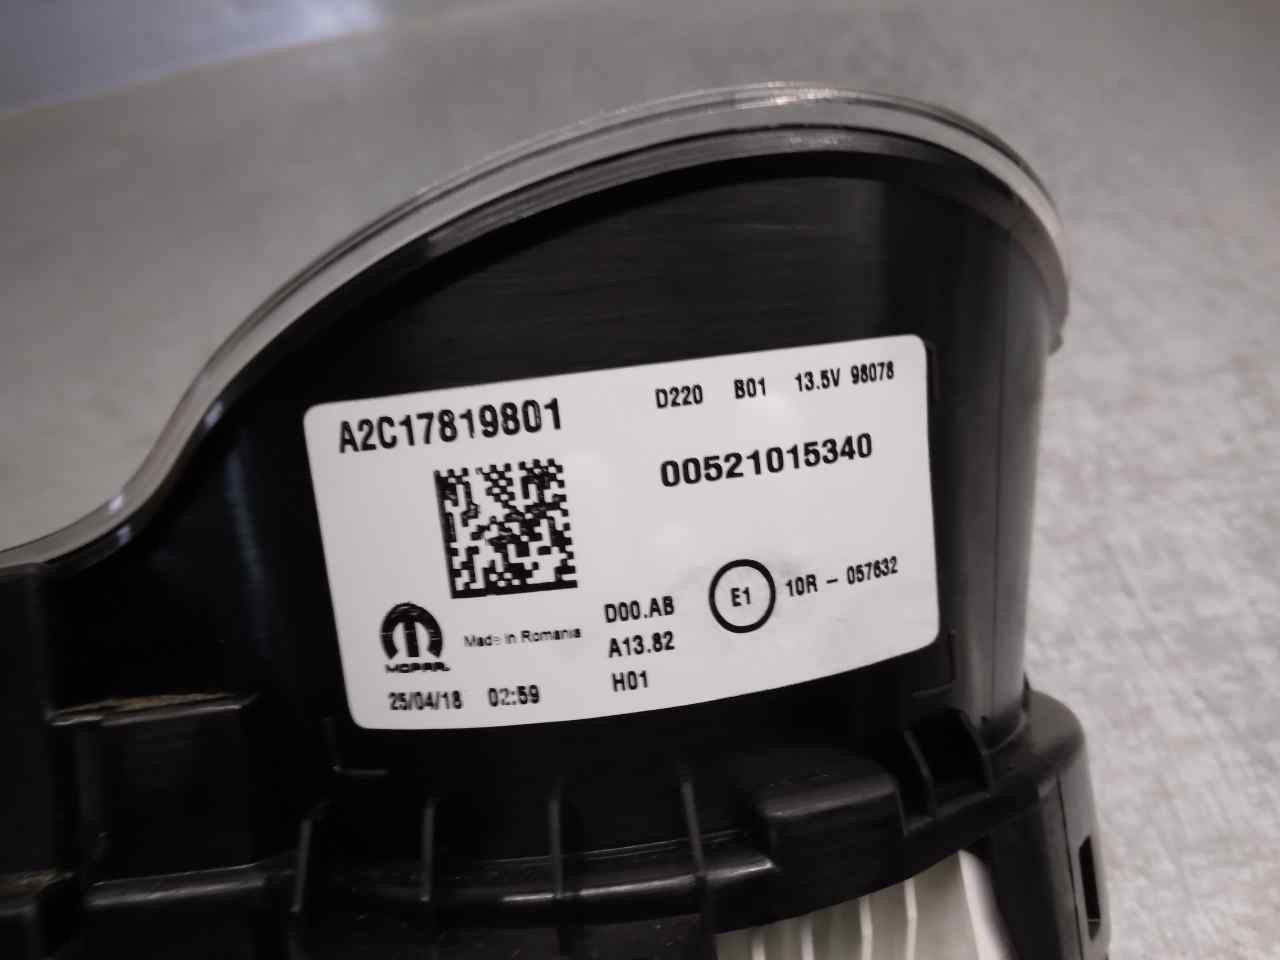 A2C17819801
D220 B01 13.5V 98078
00521015340
E1 10R - 057632
D00.AB
A13.82
H01
MOPAR
Made in Romania
25/04/18 02:59